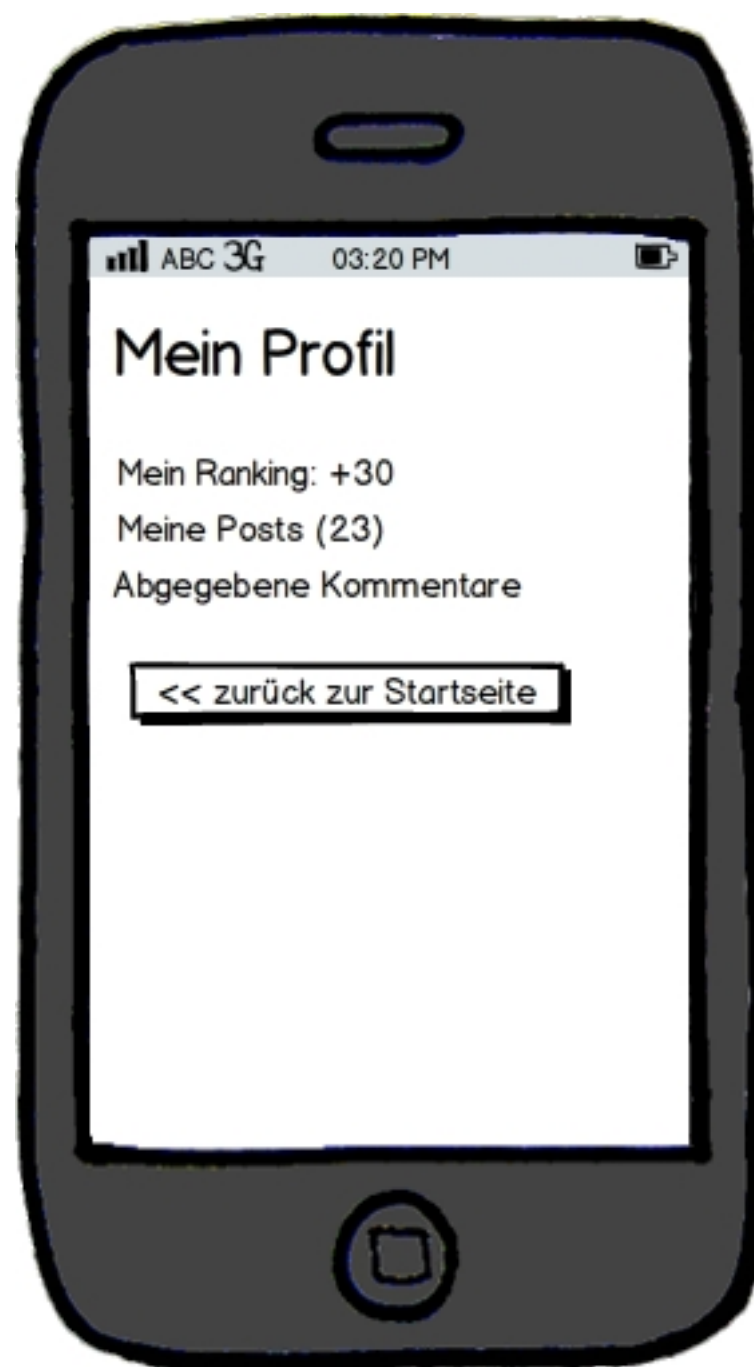 ABC 3G 03:20 PM
Mein Profil
Mein Ranking: +30
Meine Posts (23)
Abgegebene Kommentare
<< zurück zur Startseite